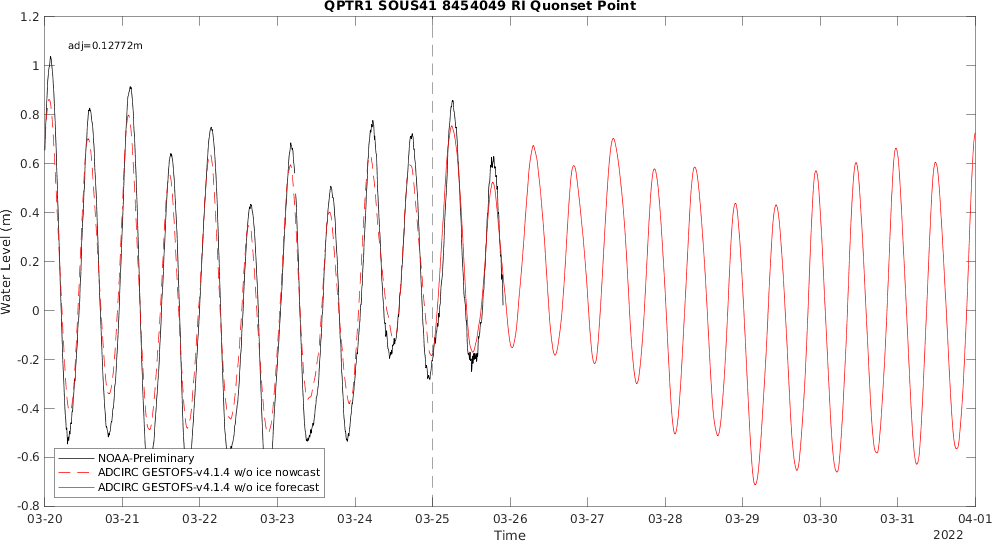 QPTR1 SOUS41 8454049 RI Quonset Point
adj=0.12772m
Water Level (m)
1.2
1
0.8
0.6
0.4
0.2
0
-0.2
-0.4
-0.6
-0.8
NOAA-Preliminary
ADCIRC GESTOFS-v4.1.4 w/o ice nowcast
ADCIRC GESTOFS-v4.1.4 w/o ice forecast
03-20 03-21 03-22 03-23 03-24 03-25 03-26 03-27 03-28 03-29 03-30 03-31 04-01
Time
2022